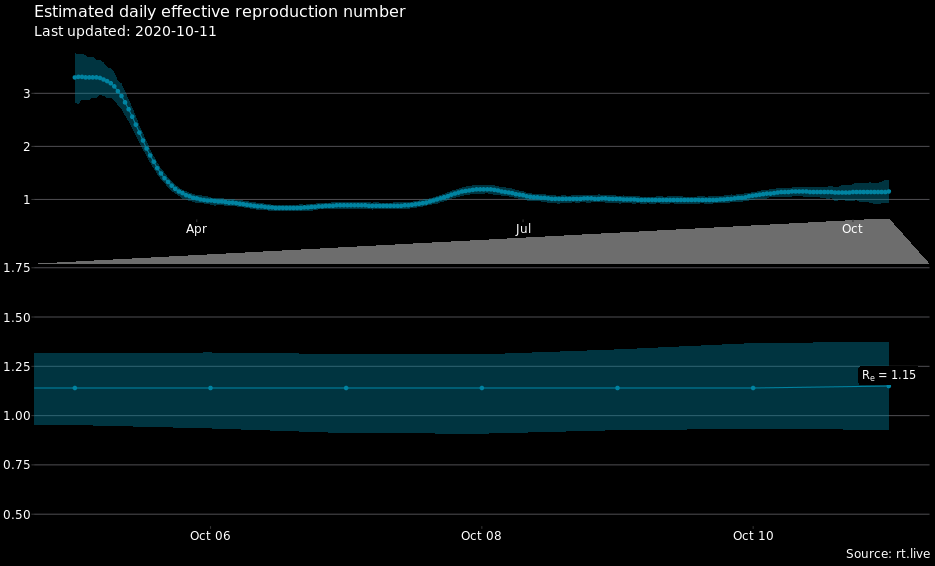 Estimated daily effective reproduction number
Last updated: 2020-10-11
3
2
1
Apr Jul Oct
1.75
1.50
1.25
Re = 1.15
1.00
0.75
0.50
Oct 06 Oct 08 Oct 10
Source: rt.live